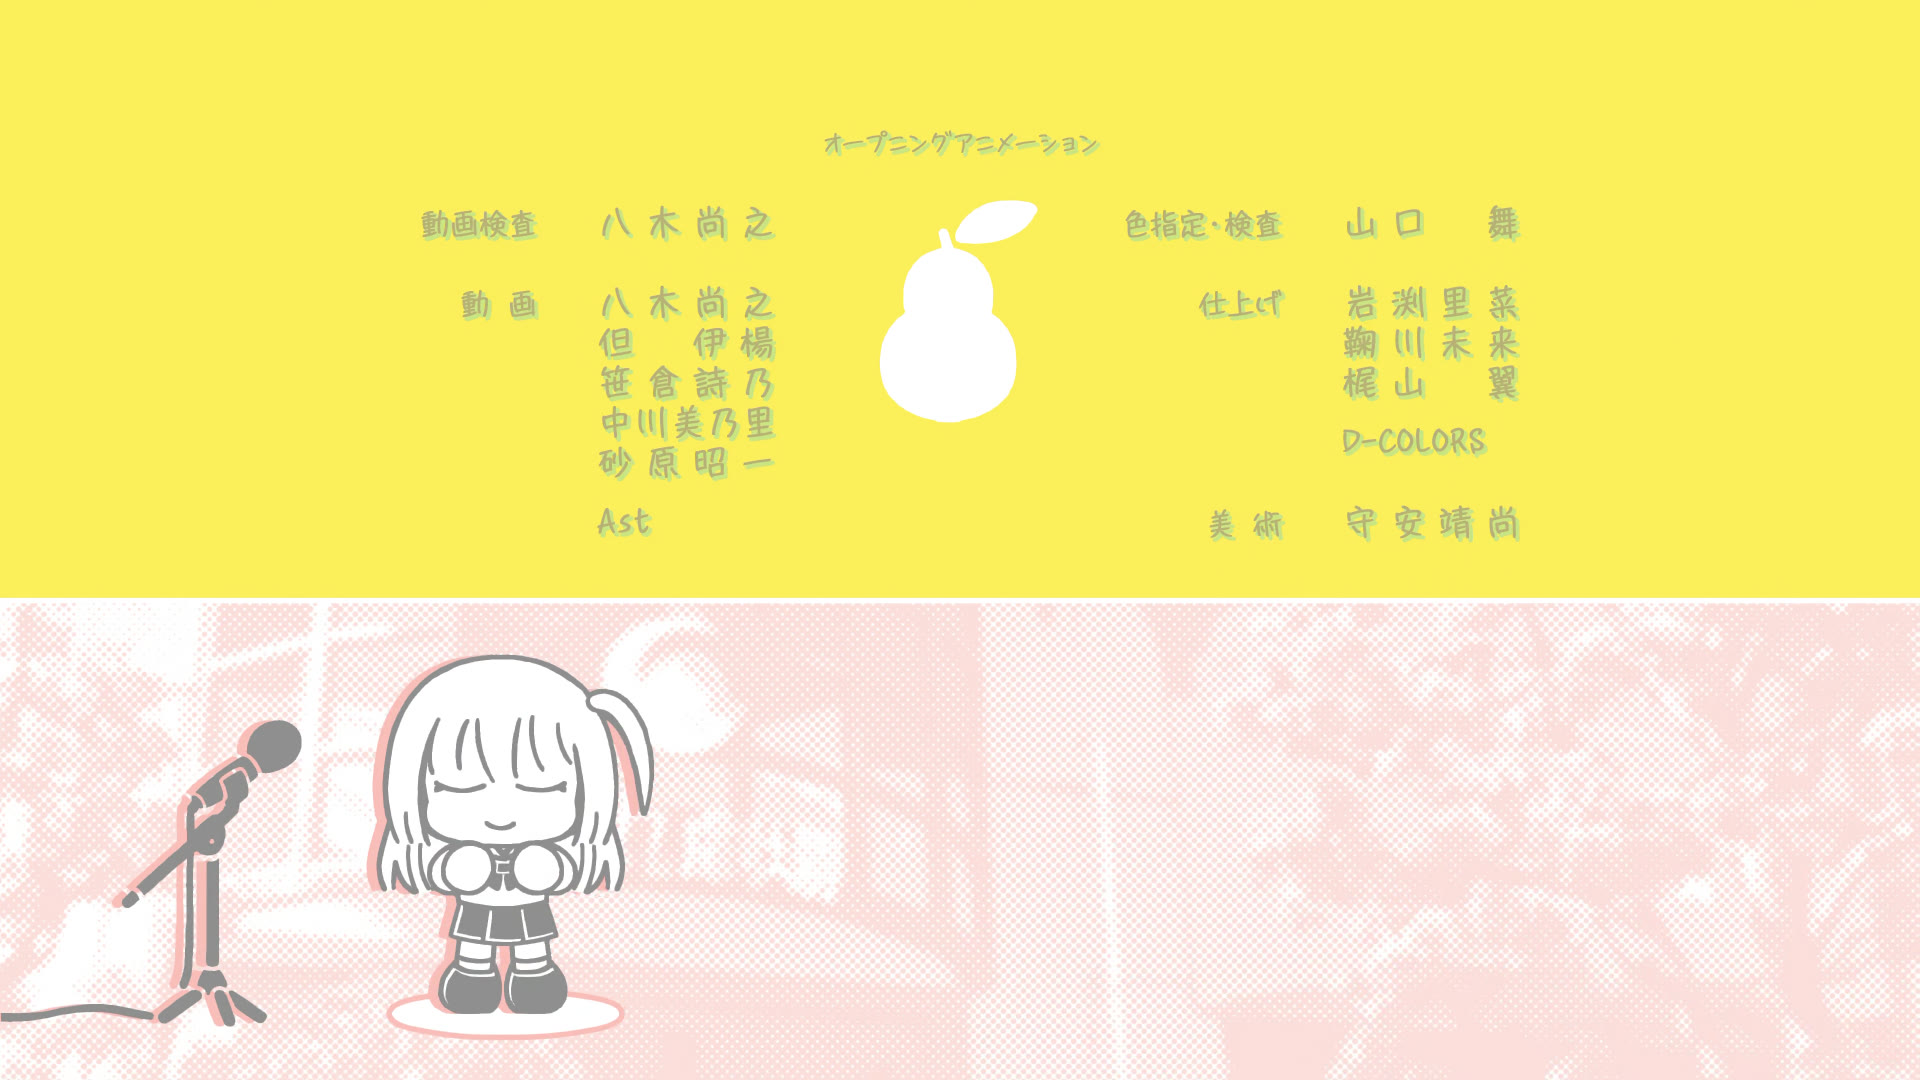 オープニングアニメーション
動画検査 八木尚之
動画 八木尚之
但 伊楊
笹倉詩乃
中川美乃里
砂原昭一
Ast
色指定・検査 山口 舞
仕上げ 岩渕里菜
鞠川未来
梶山 翼
D-COLORS
美術 守安靖尚